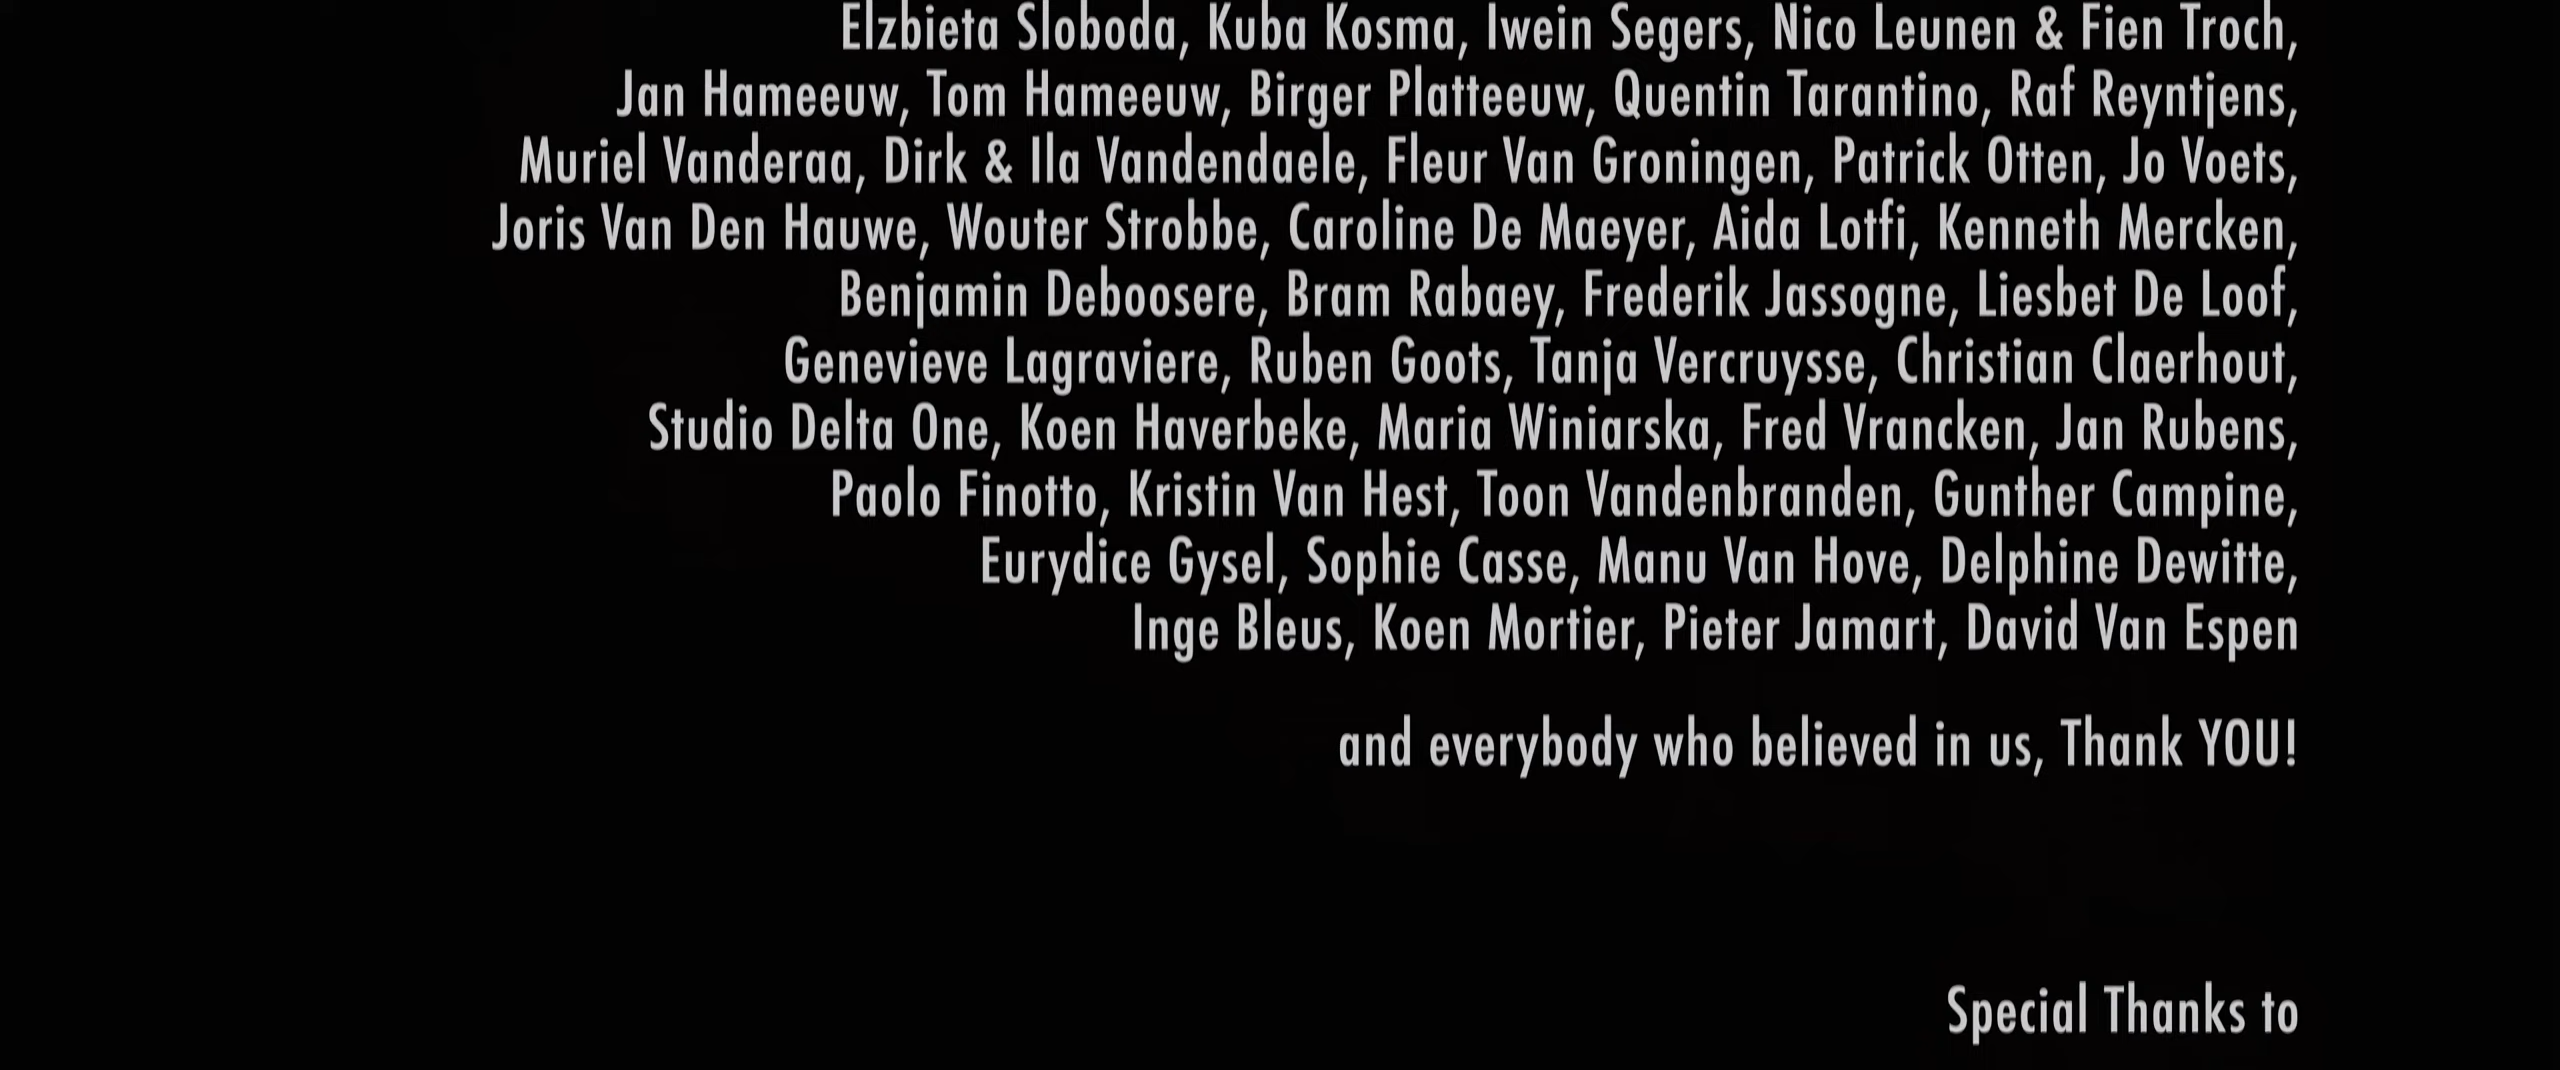 Elzbieta Sloboda, Kuba Kosma, Iwein Segers, Nico Leunen & Fien Troch,
Jan Hameeuw, Tom Hameeuw, Birger Platteeuw, Quentin Tarantino, Raf Reyntjens,
Muriel Vanderaa, Dirk & Ila Vandendaele, Fleur Van Groningen, Patrick Otten, Jo Voets,
Joris Van Den Hauwe, Wouter Strobbe, Caroline De Maeyer, Aida Lotfi, Kenneth Mercken,
Benjamin Deboosere, Bram Rabaey, Frederik Jassogne, Liesbet De Loof,
Genevieve Lagraviere, Ruben Goots, Tanja Vercruysse, Christian Claerhout,
Studio Delta One, Koen Haverbeke, Maria Winiarska, Fred Vrancken, Jan Rubens,
Paolo Finotto, Kristin Van Hest, Toon Vandenbranden, Gunther Campine,
Eurydice Gysel, Sophie Casse, Manu Van Hove, Delphine Dewitte,
Inge Bleus, Koen Mortier, Pieter Jamart, David Van Espen
and everybody who believed in us, Thank YOU!
Special Thanks to